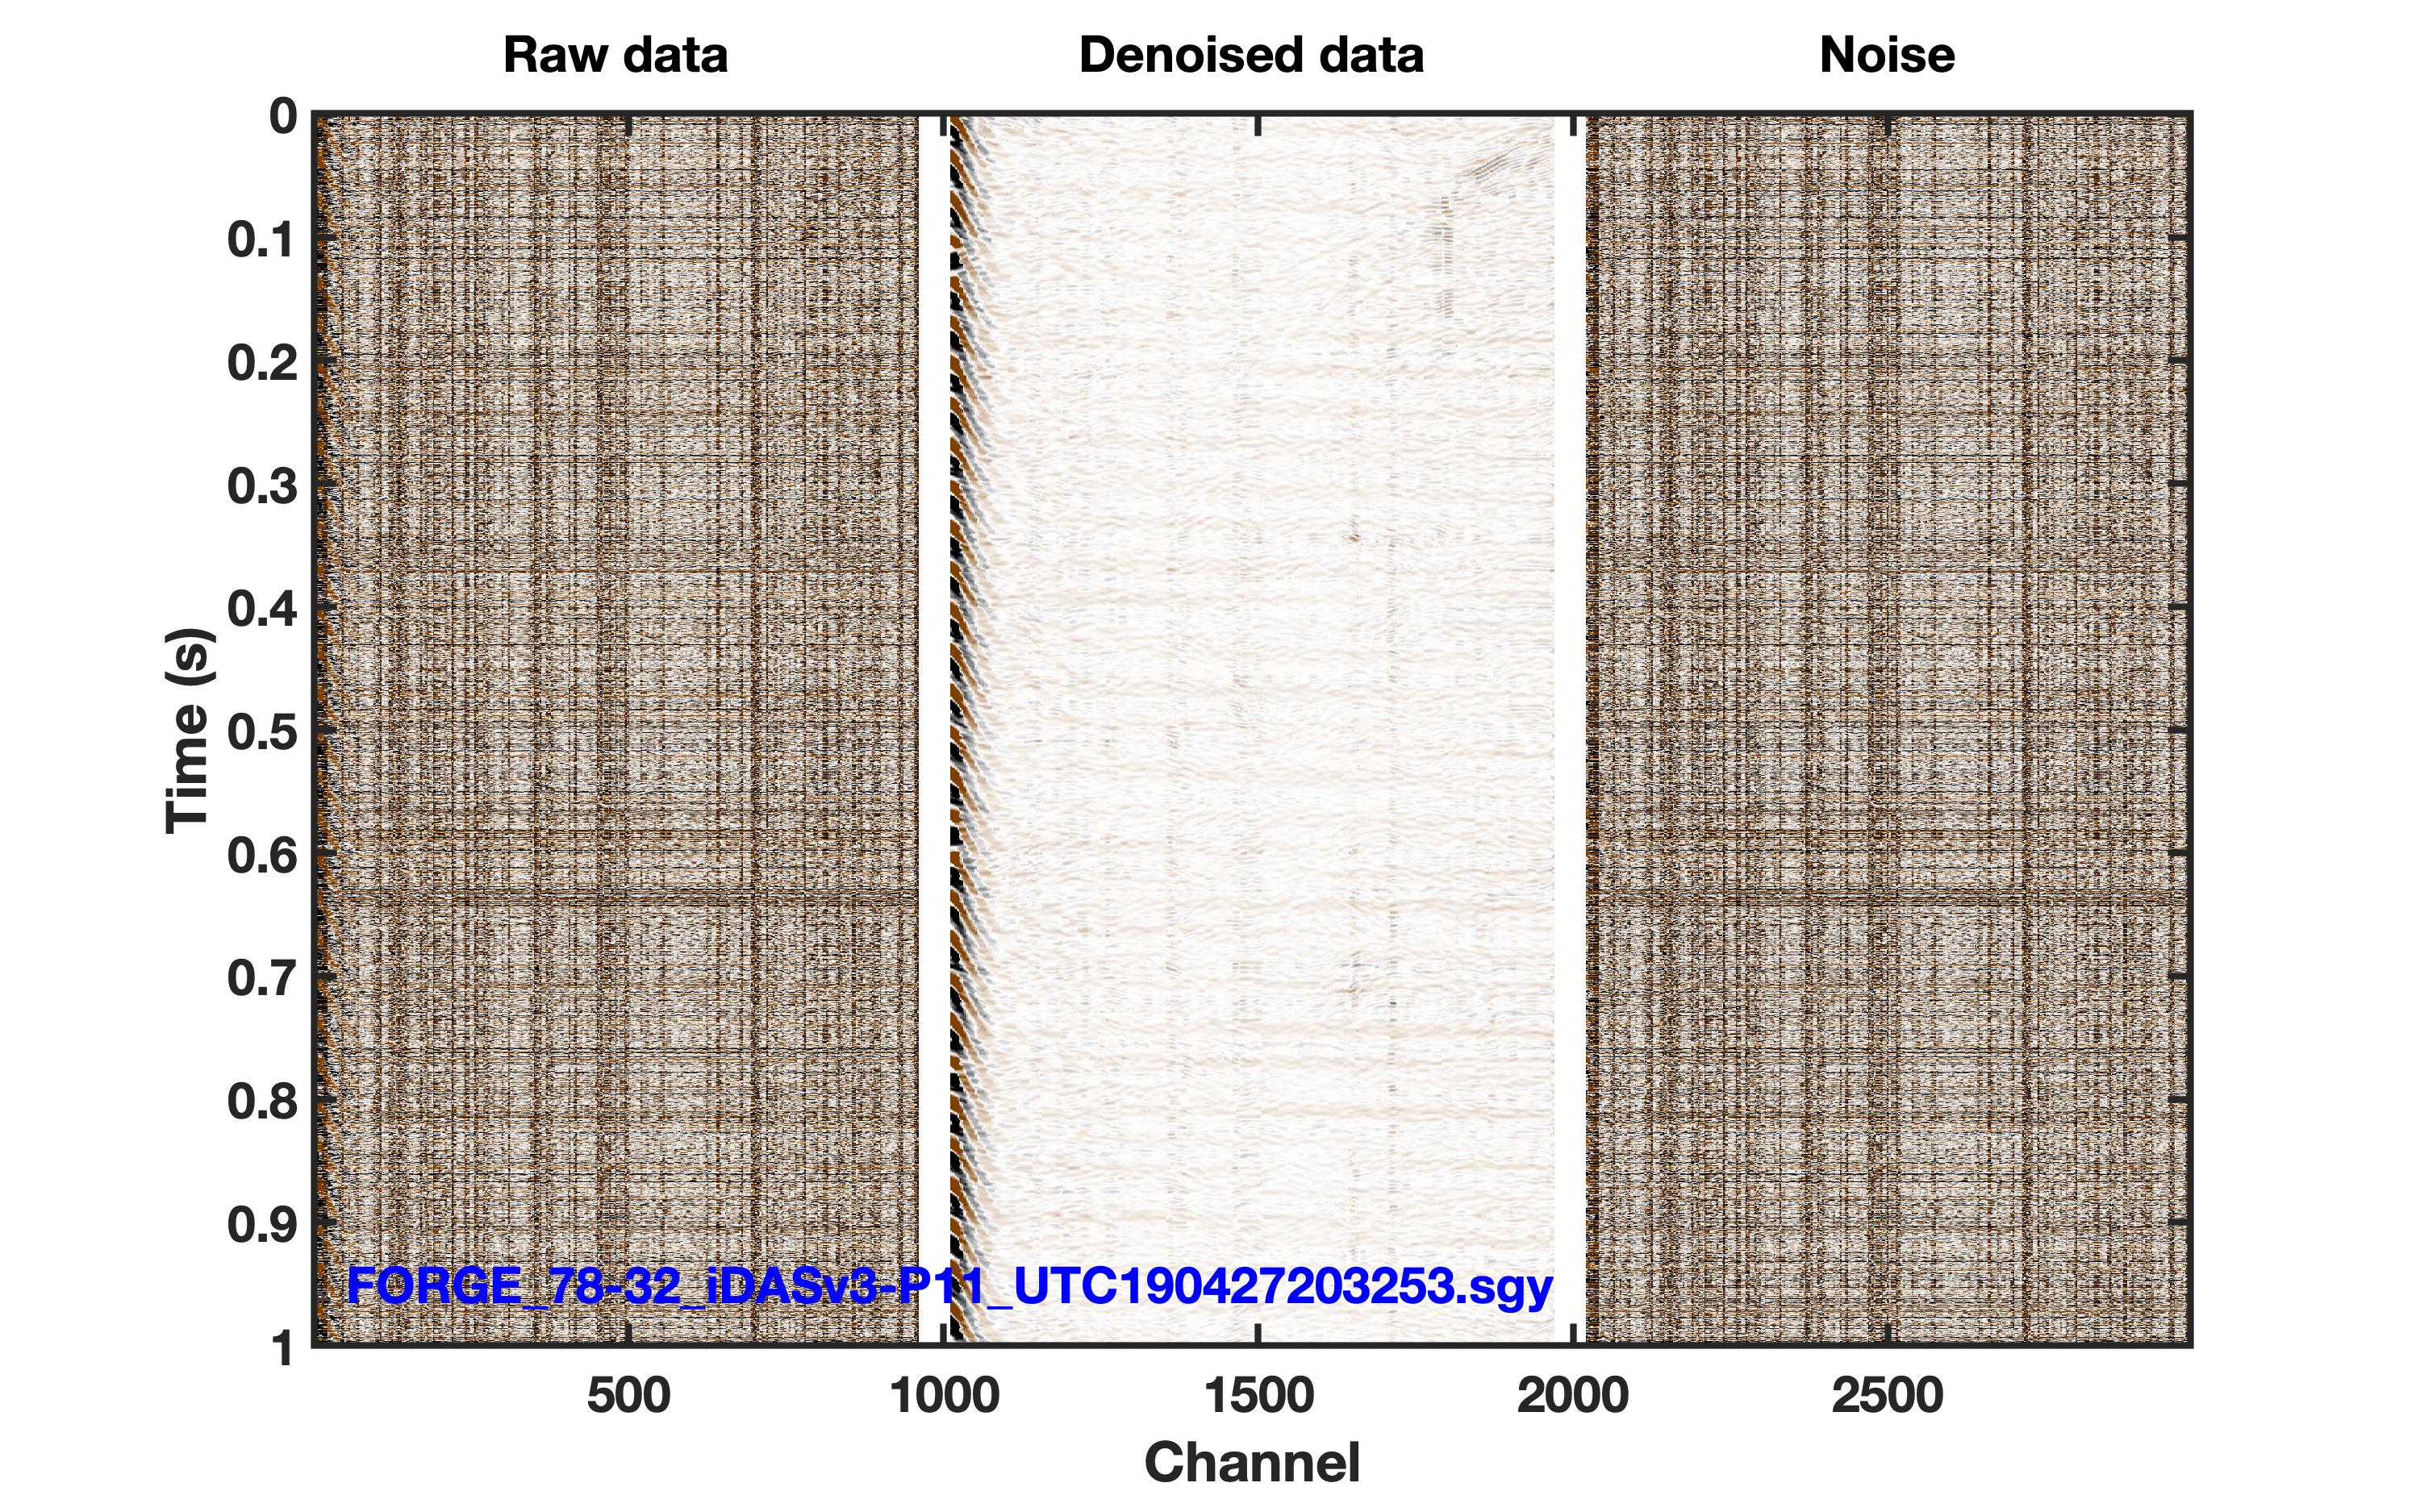 Raw data Denoised data Noise
0
0.1
0.2
0.3
0.4
0.5
0.6
0.7
0.8
0.9
1
Time (s)
FORGE_78-32_iDASv3-P11_UTC190427203253.sgy
500 1000 1500 2000 2500
Channel